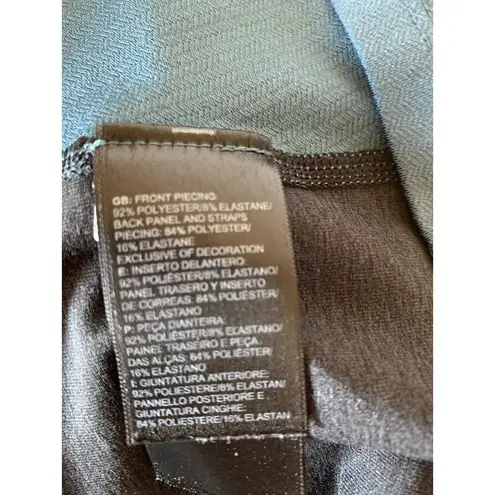 GB: FRONT PIECING:
92% POLYESTER/8% ELASTANE/
BACK PANEL AND STRAPS
PIECING: 84% POLYESTER/
16% ELASTANE
EXCLUSIVE OF DECORATION
E: INSERTO DELANTERO:
92% POLIÉSTER/8% ELASTANO/
PANEL TRASERO Y INSERTO
DE CORREAS: 84% POLIÉSTER/
16% ELASTANO
P: PEÇA DIANTEIRA:
92% POLIÉSTER/8% ELASTANO/
PAINEL TRASEIRO E PEÇA
DAS ALÇAS: 84% POLIÉSTER/
16% ELASTANO
I: GIUNTATURA ANTERIORE:
92% POLIESTERE/8% ELASTAN/
PANNELLO POSTERIORE E
GIUNTATURA CINGHIE:
84% POLIESTERE/16% ELASTAN